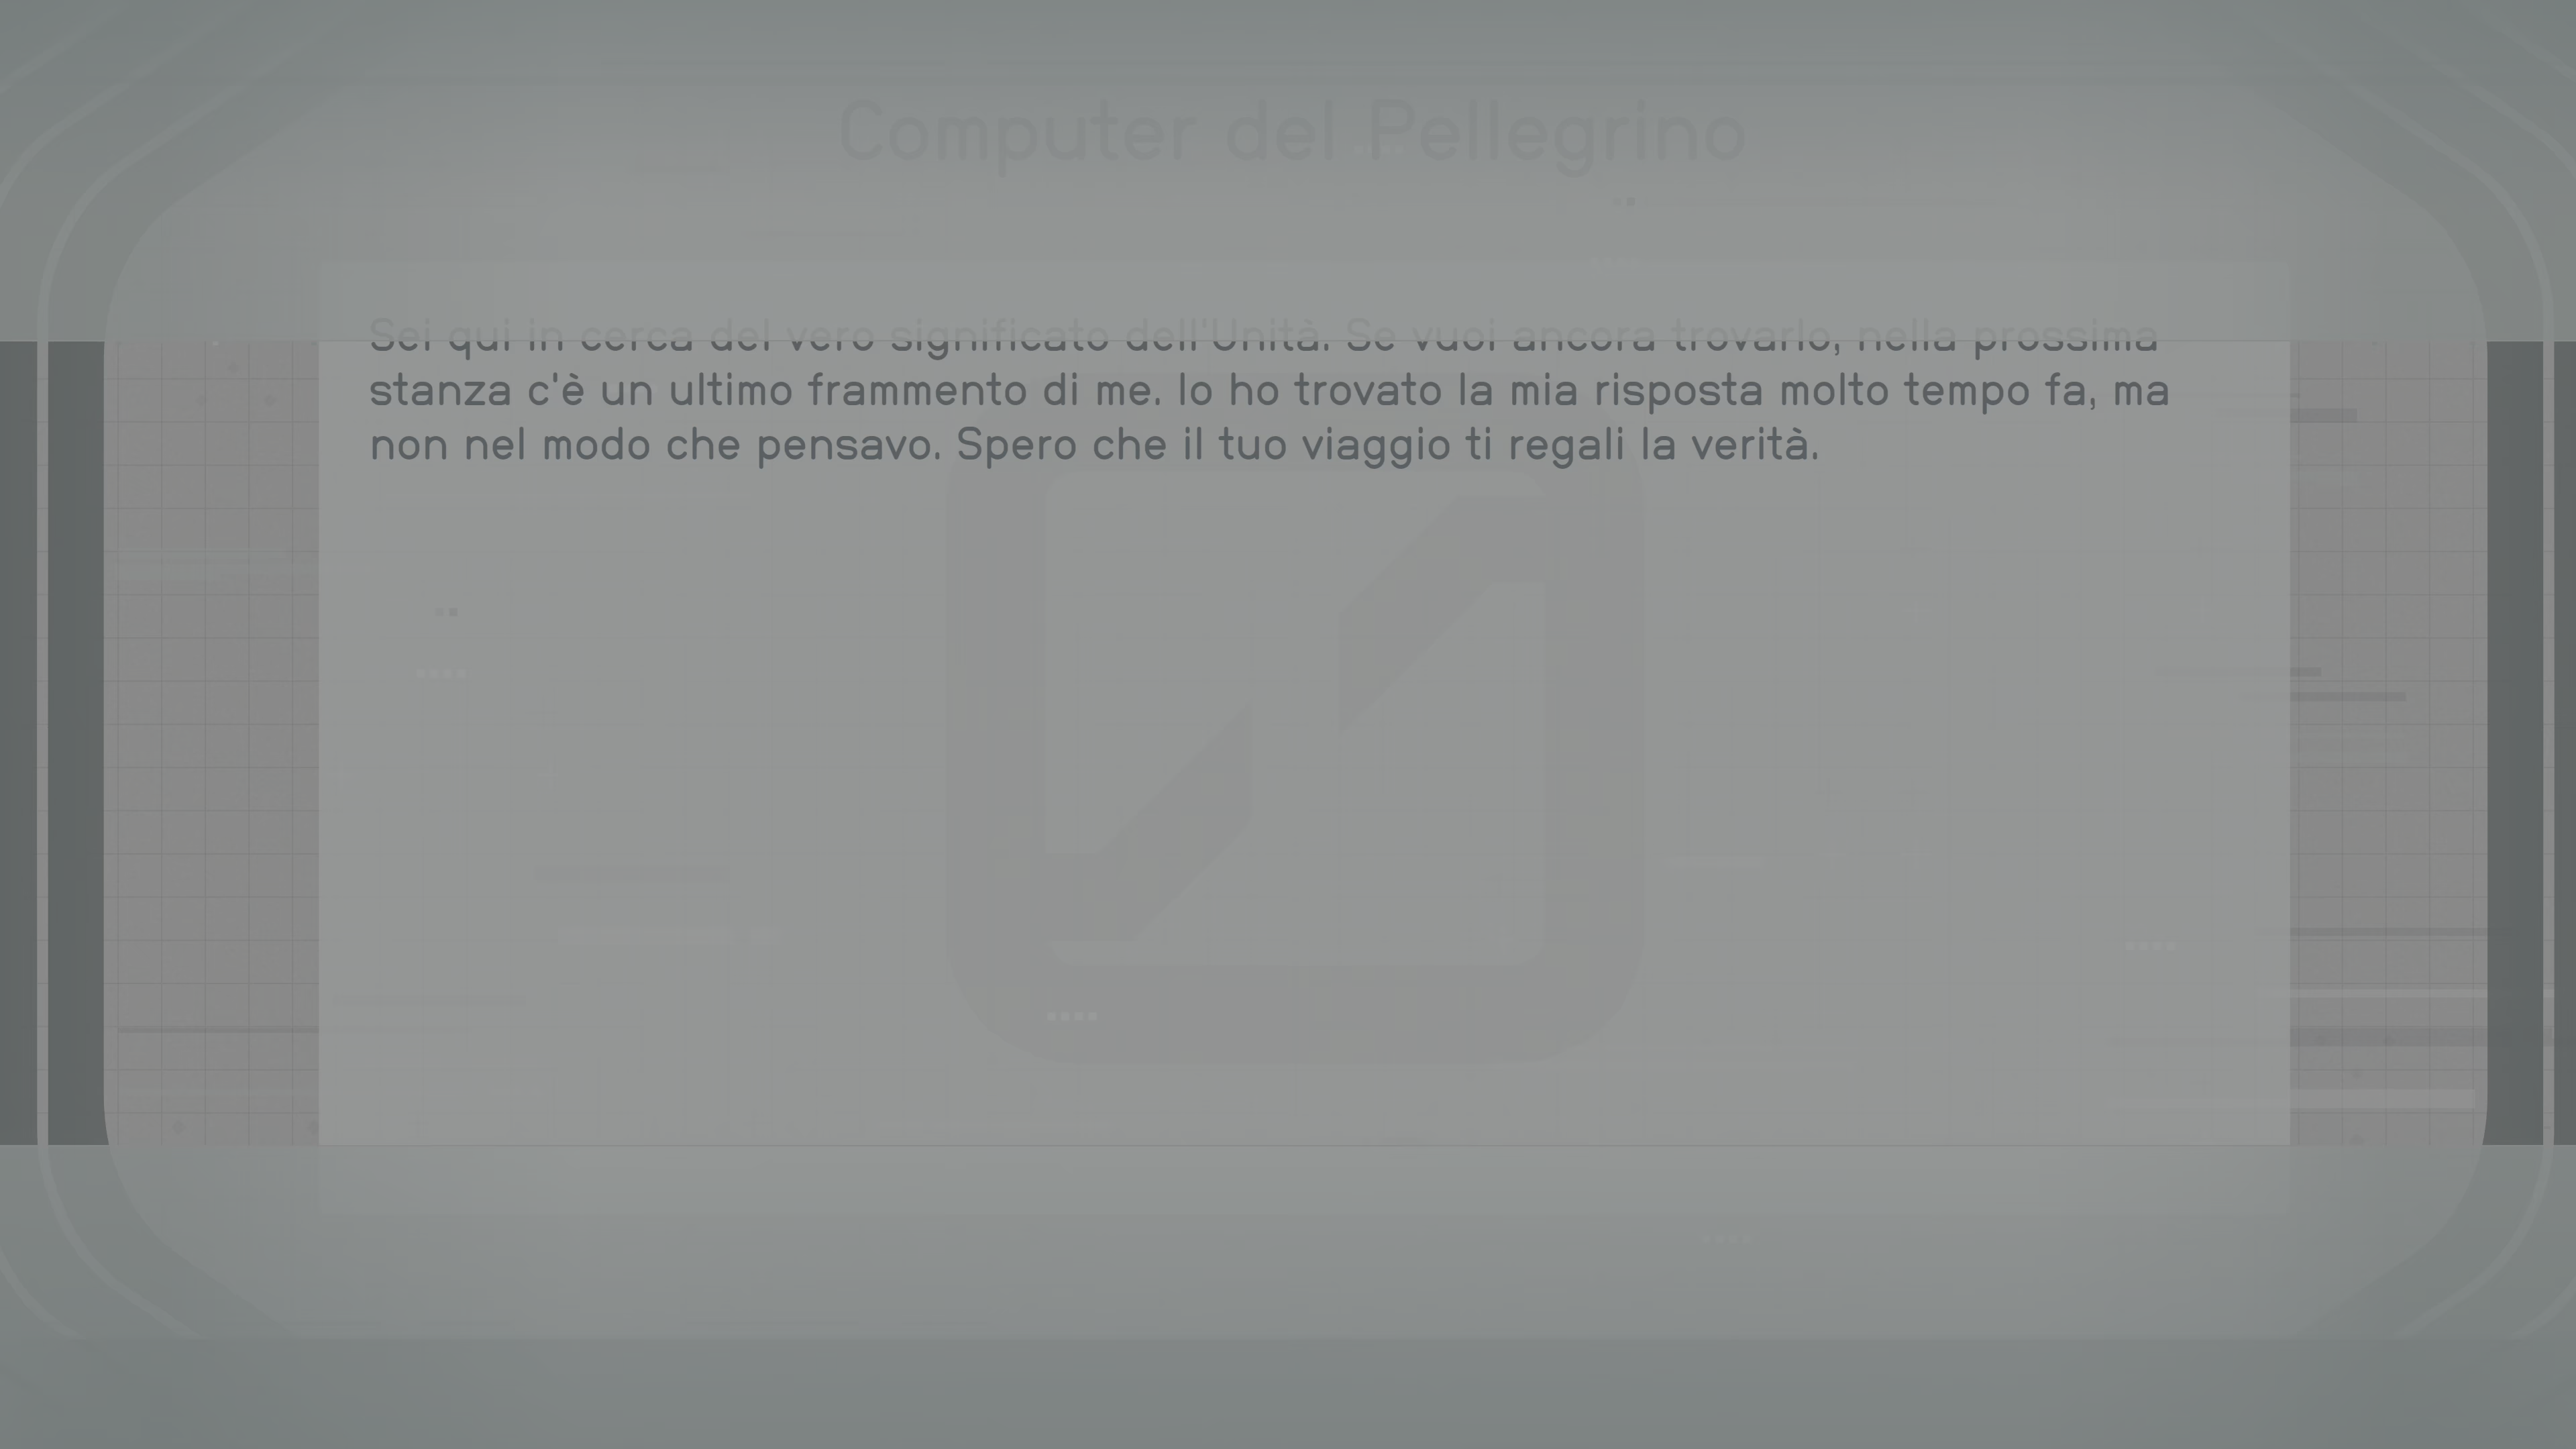 Computer del Pellegrino
Sei qui in cerca del vero significato dell'Unità. Se vuoi ancora trovarlo, nella prossima
stanza c'è un ultimo frammento di me. Io ho trovato la mia risposta molto tempo fa, ma
non nel modo che pensavo. Spero che il tuo viaggio ti regali la verità.